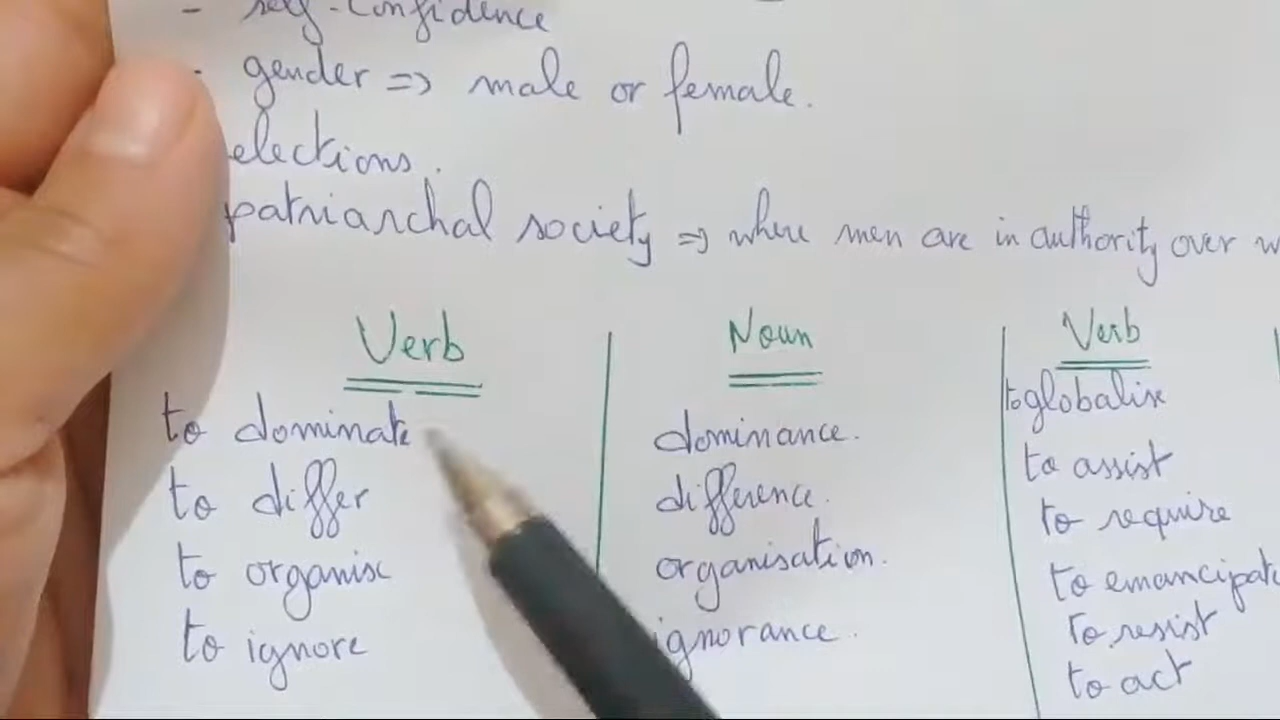 - self-confidence
- gender => male or female.
elections.
patriarchal society => where men are in authority over
Verb Noun Verb
to dominate dominance. to globalise
to differ difference. to assist
to organise organisation. to require
to ignore ignorance. to emancipate
to resist
to act